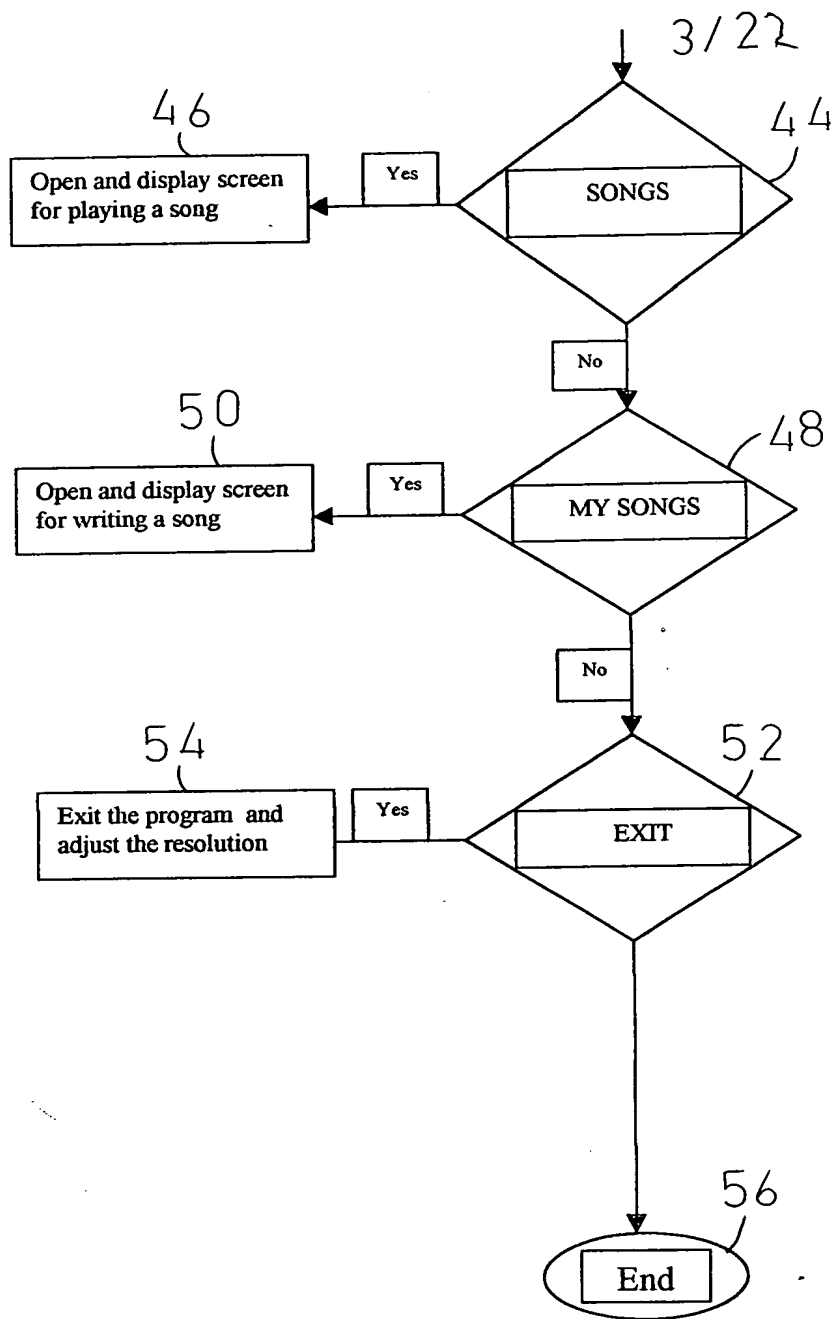 3/22
44
SONGS
46
Yes
Open and display screen
for playing a song
No
48
MY SONGS
50
Yes
Open and display screen
for writing a song
No
52
EXIT
54
Yes
Exit the program and
adjust the resolution
56
End